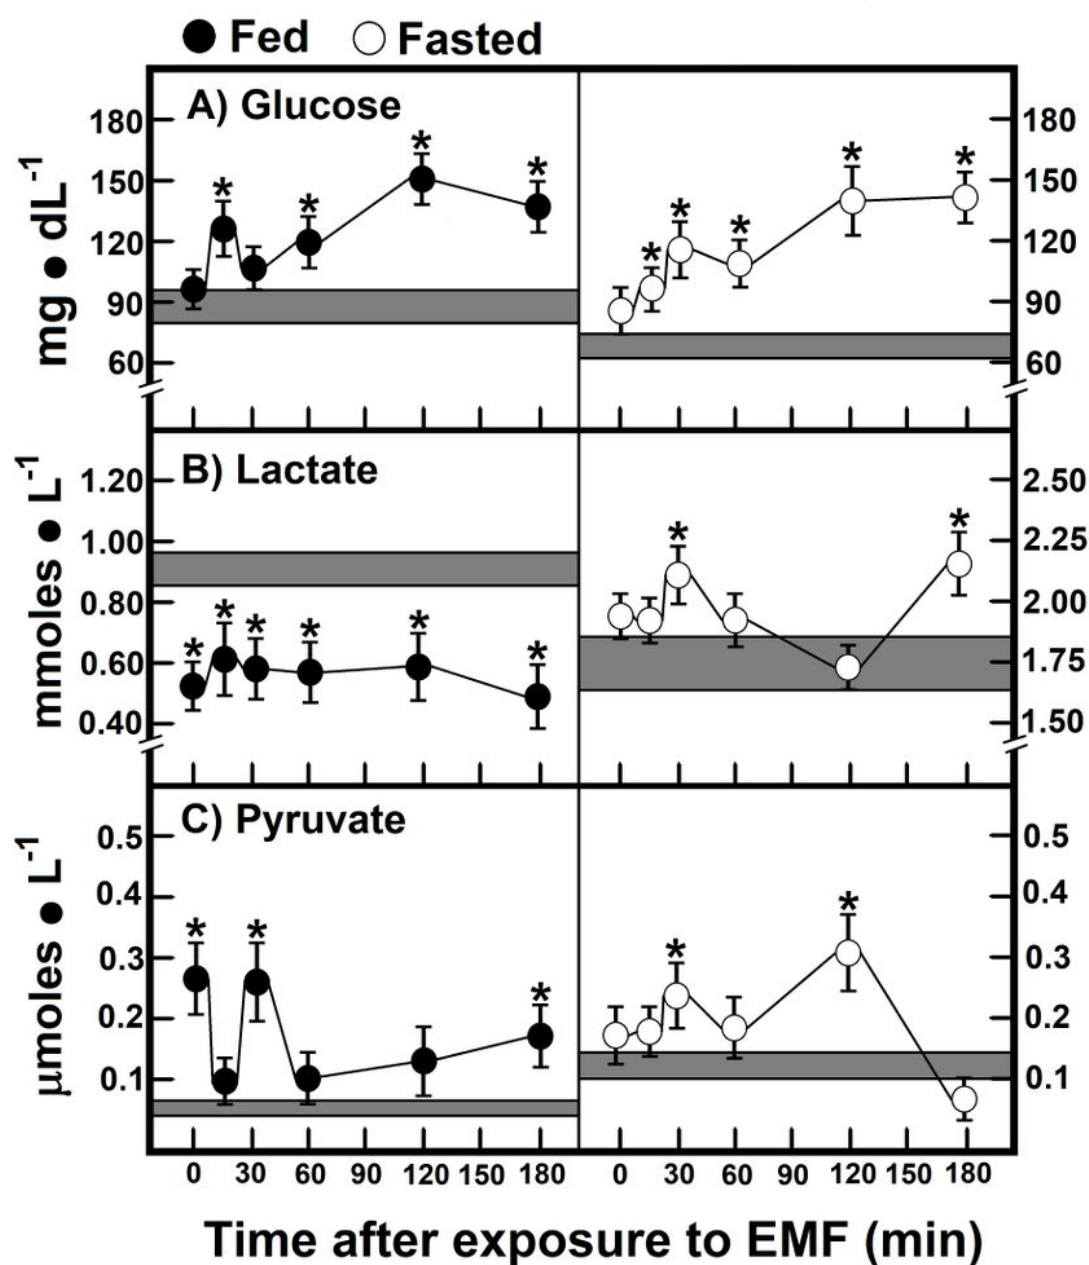 ● Fed ○ Fasted
A) Glucose
mg ● dL⁻¹
180 180
150 150
120 120
90 90
60 60
* * * *
* * * * *
B) Lactate
mmoles ● L⁻¹
1.20 2.50
1.00 2.25
0.80 2.00
0.60 1.75
0.40 1.50
* * * * * *
* *
C) Pyruvate
μmoles ● L⁻¹
0.5 0.5
0.4 0.4
0.3 0.3
0.2 0.2
0.1 0.1
* * *
* *
0 30 60 90 120 150 180 0 30 60 90 120 150 180
Time after exposure to EMF (min)